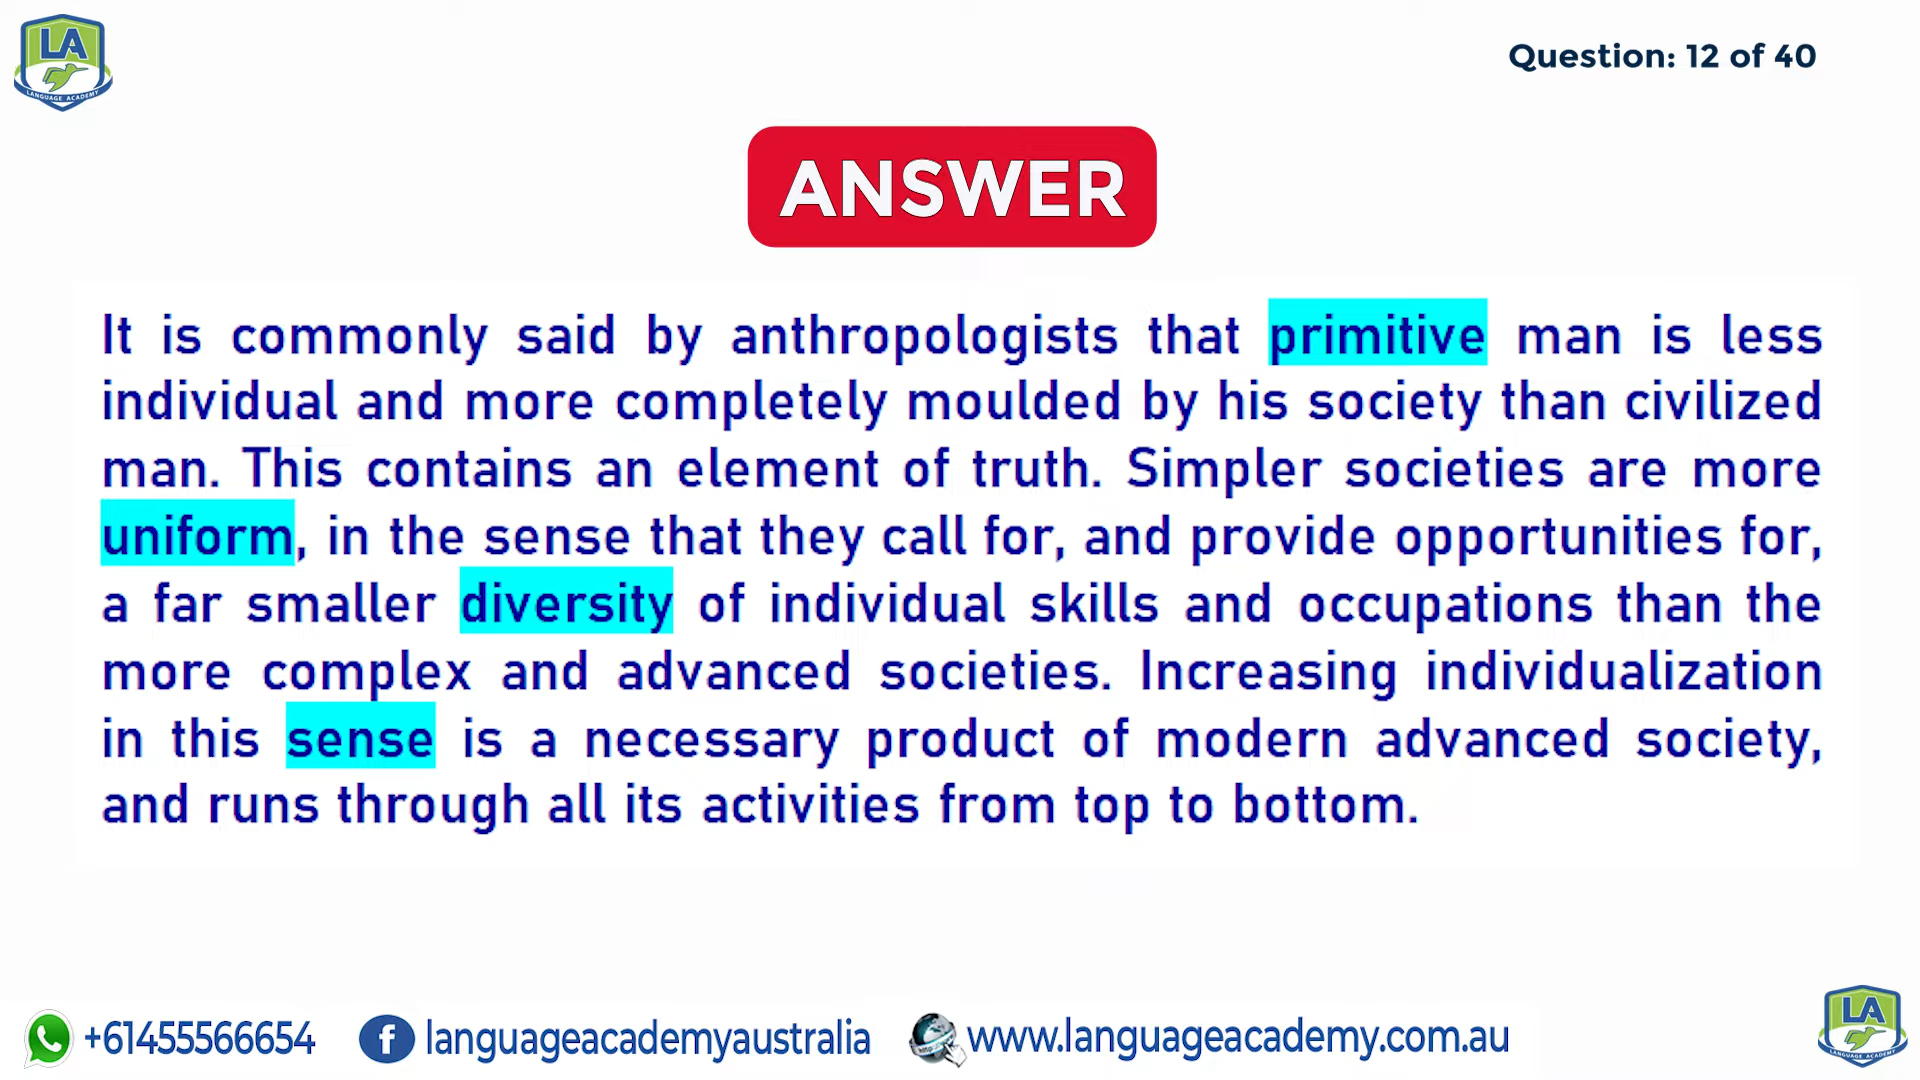 LA
LANGUAGE ACADEMY
Question: 12 of 40
ANSWER
It is commonly said by anthropologists that primitive man is less
individual and more completely moulded by his society than civilized
man. This contains an element of truth. Simpler societies are more
uniform, in the sense that they call for, and provide opportunities for,
a far smaller diversity of individual skills and occupations than the
more complex and advanced societies. Increasing individualization
in this sense is a necessary product of modern advanced society,
and runs through all its activities from top to bottom.
+61455566654
f
languageacademyaustralia
http
www.languageacademy.com.au
LA
LANGUAGE ACADEMY